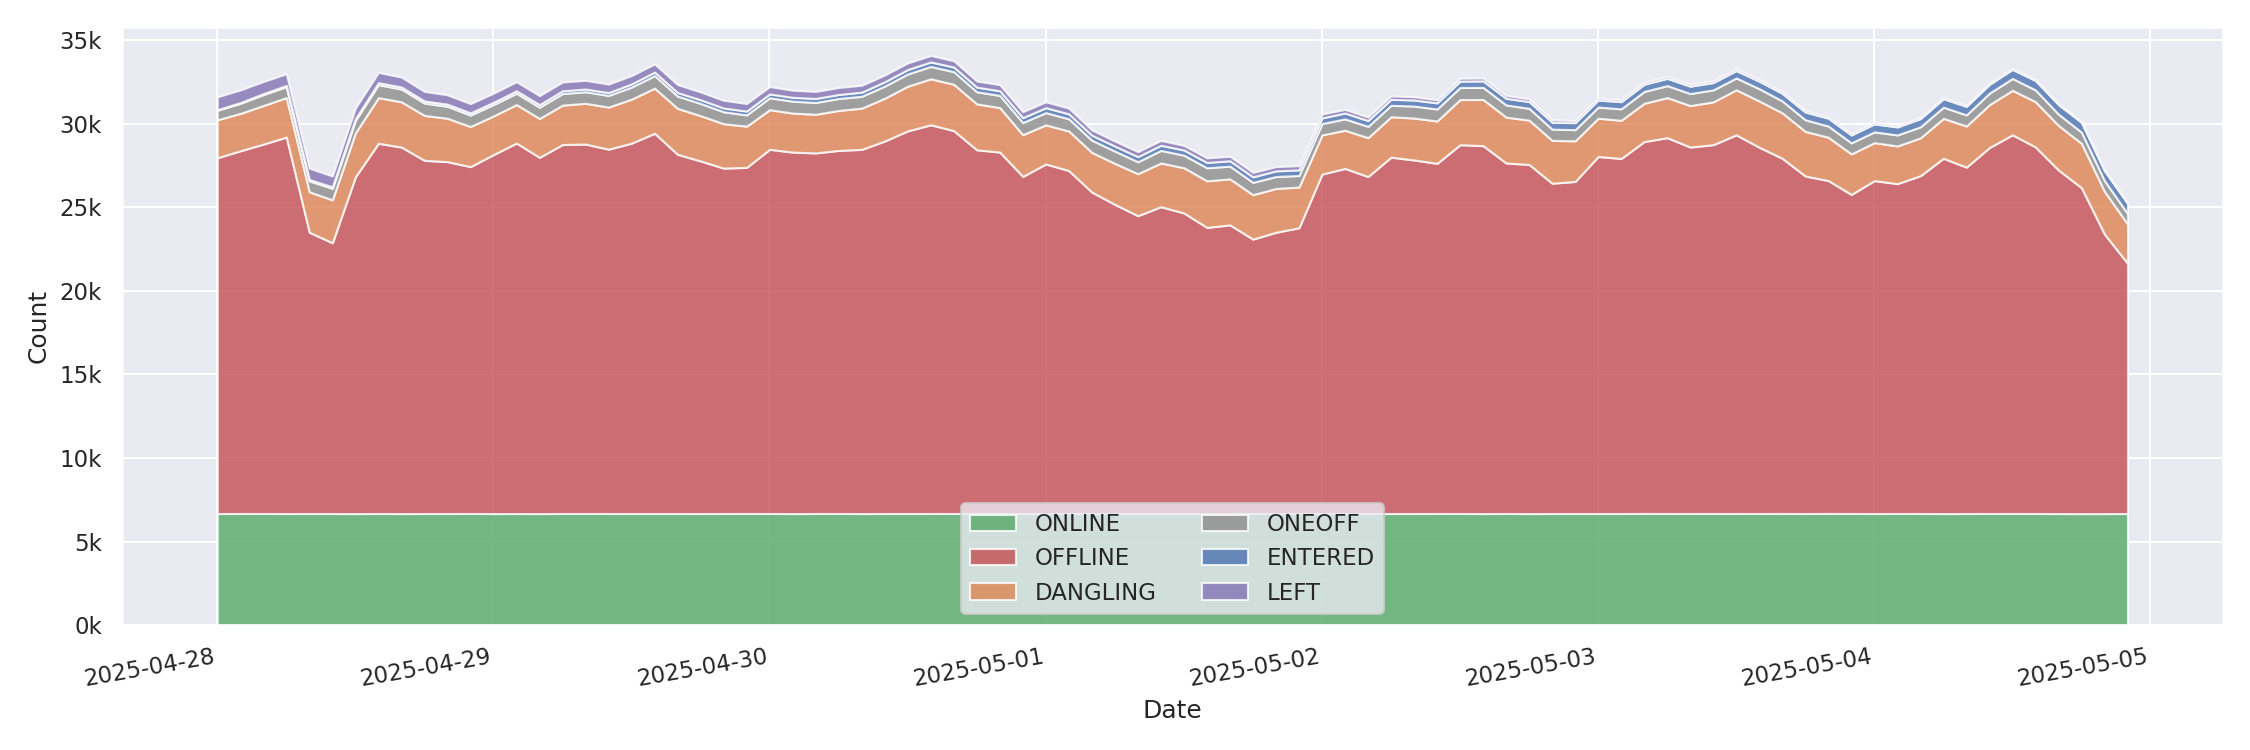 35k
30k
25k
20k
15k
10k
5k
0k
Count
ONLINE
OFFLINE
DANGLING
ONEOFF
ENTERED
LEFT
2025-04-28
2025-04-29
2025-04-30
2025-05-01
2025-05-02
2025-05-03
2025-05-04
2025-05-05
Date